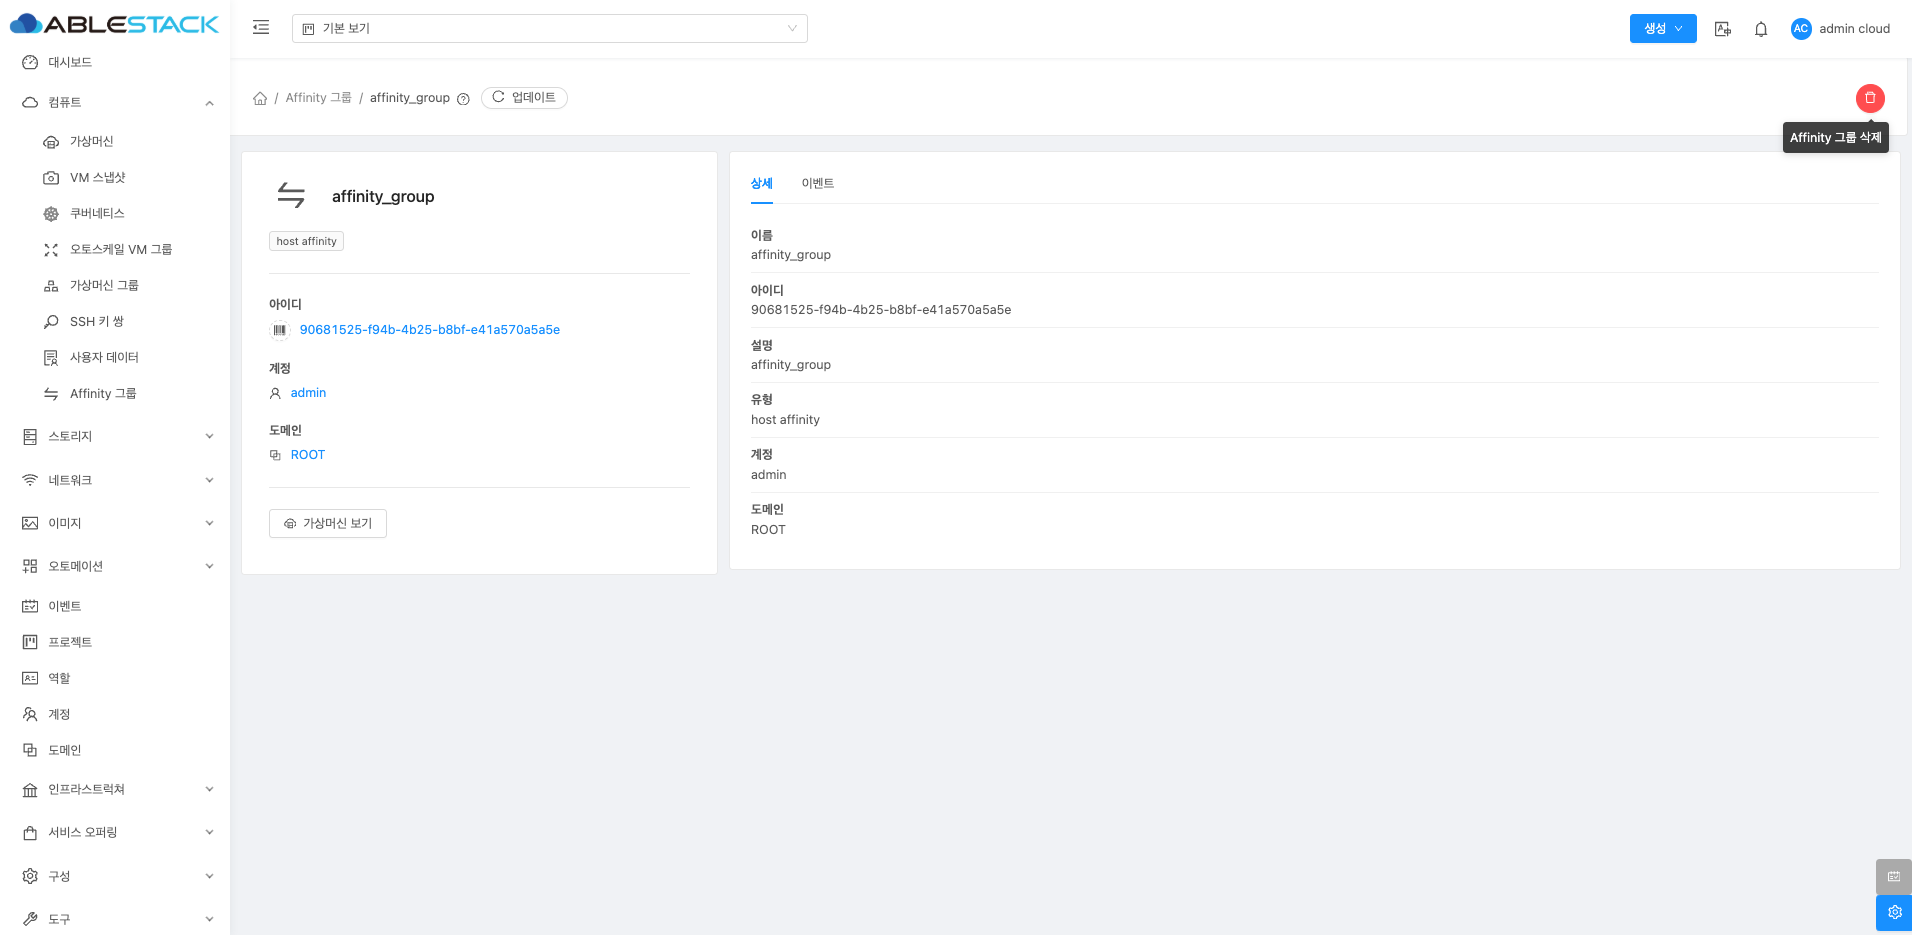 ABLESTACK
기본 보기
생성
AC
admin cloud
대시보드
컴퓨트
가상머신
VM 스냅샷
쿠버네티스
오토스케일 VM 그룹
가상머신 그룹
SSH 키 쌍
사용자 데이터
Affinity 그룹
스토리지
네트워크
이미지
오토메이션
이벤트
프로젝트
역할
계정
도메인
인프라스트럭쳐
서비스 오퍼링
구성
도구
/ Affinity 그룹 / affinity_group
업데이트
Affinity 그룹 삭제
affinity_group
host affinity
아이디
90681525-f94b-4b25-b8bf-e41a570a5a5e
계정
admin
도메인
ROOT
가상머신 보기
상세
이벤트
이름
affinity_group
아이디
90681525-f94b-4b25-b8bf-e41a570a5a5e
설명
affinity_group
유형
host affinity
계정
admin
도메인
ROOT